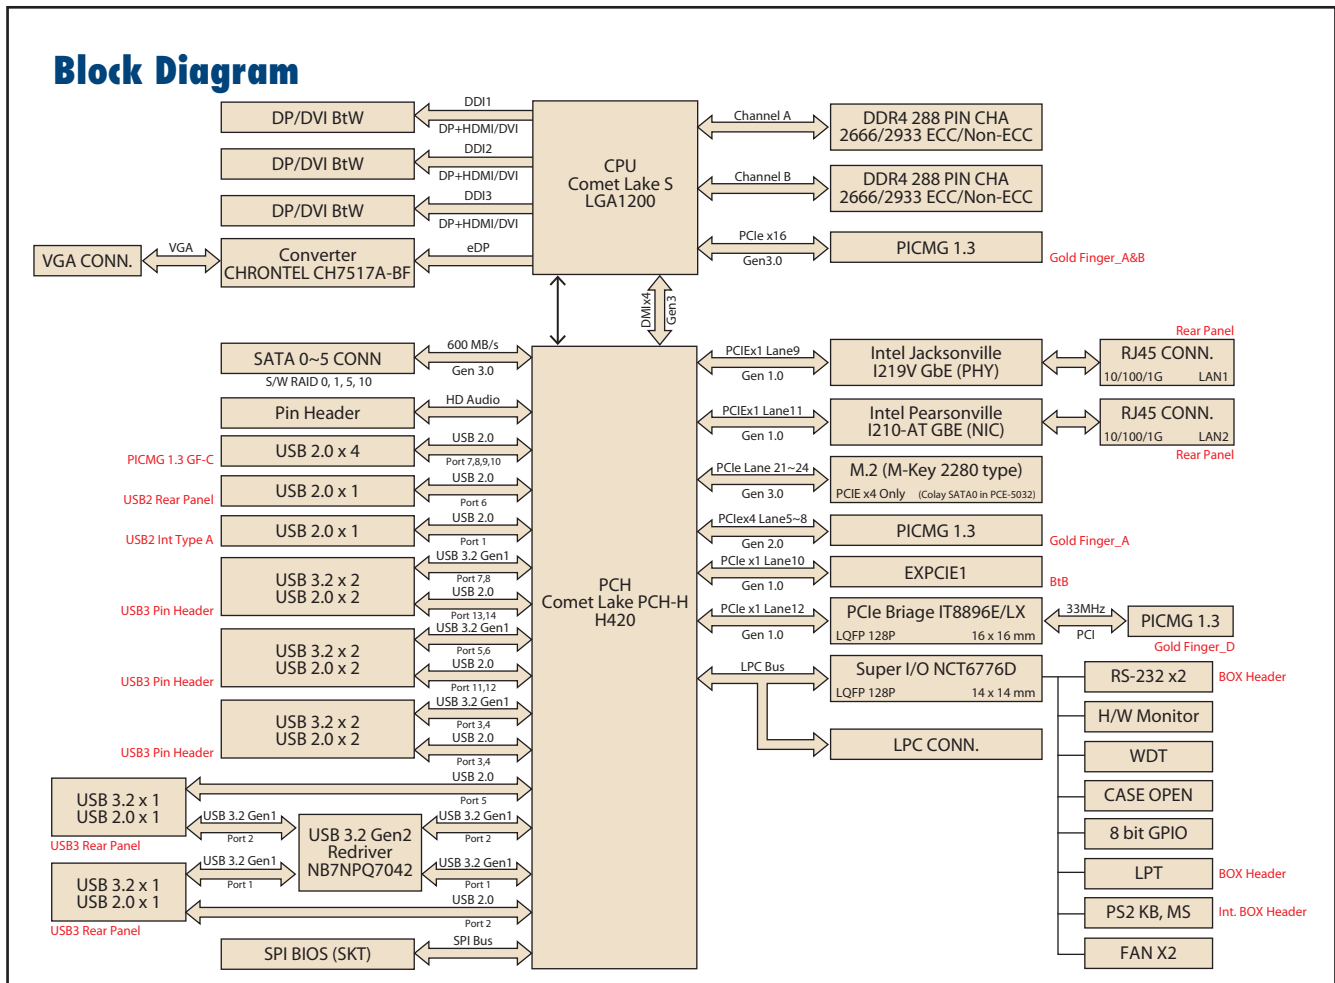 Block Diagram
DP/DVI BtW
DDI1
DP+HDMI/DVI
DP/DVI BtW
DDI2
DP+HDMI/DVI
DP/DVI BtW
DDI3
DP+HDMI/DVI
VGA CONN.
VGA
Converter
CHRONTEL CH7517A-BF
eDP
CPU
Comet Lake S
LGA1200
Channel A
DDR4 288 PIN CHA
2666/2933 ECC/Non-ECC
Channel B
DDR4 288 PIN CHA
2666/2933 ECC/Non-ECC
PCIe x16
Gen3.0
PICMG 1.3
Gold Finger_A&B
DMIx4
Gen3
SATA 0~5 CONN
S/W RAID 0, 1, 5, 10
600 MB/s
Gen 3.0
Pin Header
HD Audio
PICMG 1.3 GF-C
USB 2.0 x 4
USB 2.0
Port 7,8,9,10
USB2 Rear Panel
USB 2.0 x 1
USB 2.0
Port 6
USB2 Int Type A
USB 2.0 x 1
USB 2.0
Port 1
USB3 Pin Header
USB 3.2 x 2
USB 2.0 x 2
USB 3.2 Gen1
Port 7,8
USB 2.0
Port 13,14
USB3 Pin Header
USB 3.2 x 2
USB 2.0 x 2
USB 3.2 Gen1
Port 5,6
USB 2.0
Port 11,12
USB3 Pin Header
USB 3.2 x 2
USB 2.0 x 2
USB 3.2 Gen1
Port 3,4
USB 2.0
Port 3,4
USB 3.2 x 1
USB 2.0 x 1
USB3 Rear Panel
USB 2.0
Port 5
USB 3.2 Gen1
Port 2
USB 3.2 Gen2
Redriver
NB7NPQ7042
USB 3.2 Gen1
Port 2
USB 3.2 x 1
USB 2.0 x 1
USB3 Rear Panel
USB 3.2 Gen1
Port 1
USB 3.2 Gen1
Port 1
USB 2.0
Port 2
SPI BIOS (SKT)
SPI Bus
PCH
Comet Lake PCH-H
H420
PCIEx1 Lane9
Gen 1.0
Intel Jacksonville
I219V GbE (PHY)
Rear Panel
RJ45 CONN.
10/100/1G LAN1
PCIEx1 Lane11
Gen 1.0
Intel Pearsonville
I210-AT GBE (NIC)
RJ45 CONN.
10/100/1G LAN2
Rear Panel
PCIe Lane 21~24
Gen 3.0
M.2 (M-Key 2280 type)
PCIE x4 Only (Colay SATA0 in PCE-5032)
PCIex4 Lane5~8
Gen 2.0
PICMG 1.3
Gold Finger_A
PCIe x1 Lane10
Gen 1.0
EXPCIE1
BtB
PCIe x1 Lane12
Gen 1.0
PCIe Briage IT8896E/LX
LQFP 128P 16 x 16 mm
33MHz
PCI
PICMG 1.3
Gold Finger_D
LPC Bus
Super I/O NCT6776D
LQFP 128P 14 x 14 mm
LPC CONN.
RS-232 x2
BOX Header
H/W Monitor
WDT
CASE OPEN
8 bit GPIO
LPT
BOX Header
PS2 KB, MS
Int. BOX Header
FAN X2